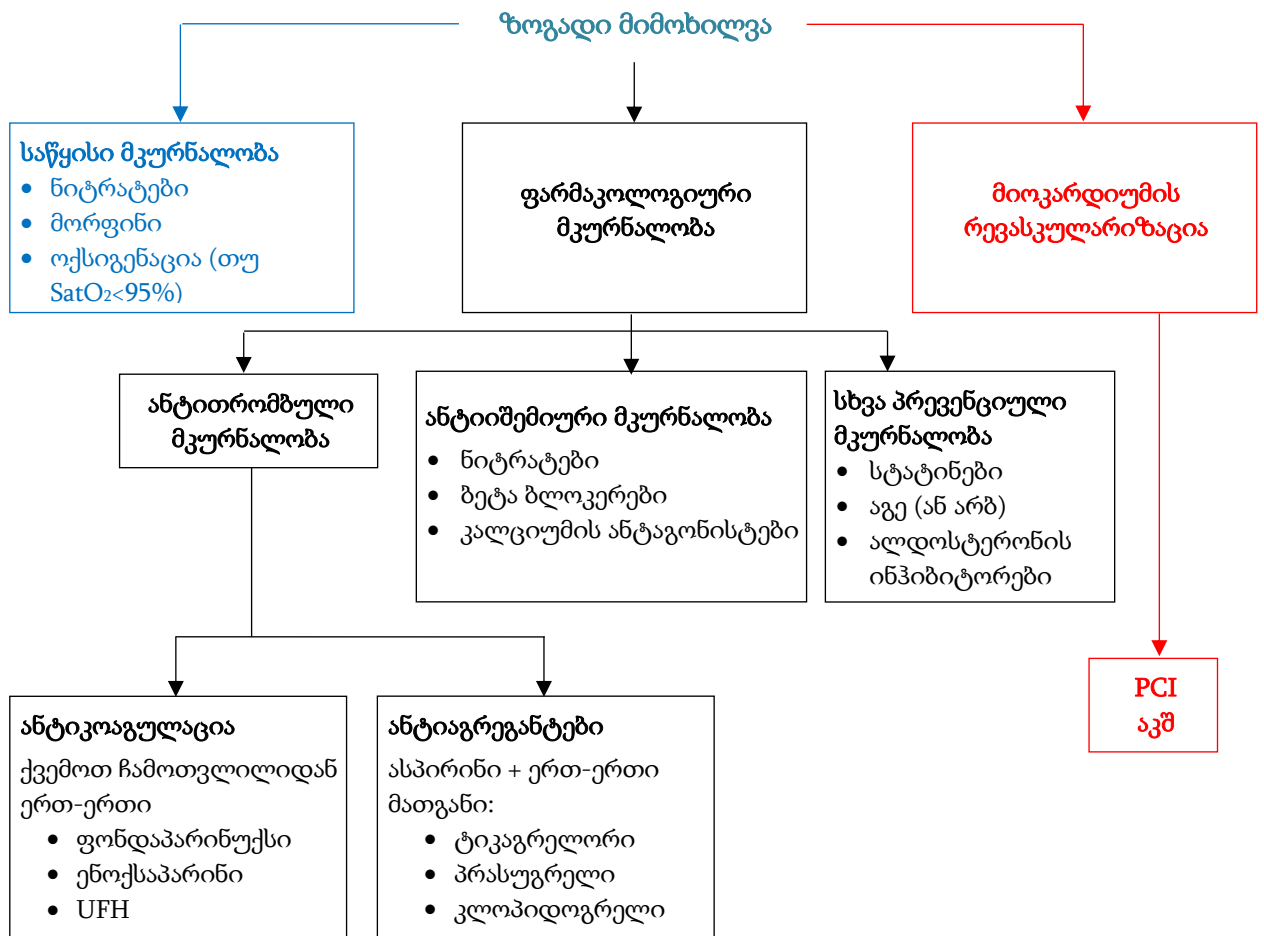 ზოგადი მიმოხილვა
საწყისი მკურნალობა
• ნიტრატები
• მორფინი
• ოქსიგენაცია (თუ
SatO₂<95%)
ფარმაკოლოგიური
მკურნალობა
მიოკარდიუმის
რევასკულარიზაცია
ანტითრომბული
მკურნალობა
ანტიიშემიური მკურნალობა
• ნიტრატები
• ბეტა ბლოკერები
• კალციუმის ანტაგონისტები
სხვა პრევენციული
მკურნალობა
• სტატინები
• აგე (ან არბ)
• ალდოსტერონის
ინჰიბიტორები
PCI
აკშ
ანტიკოაგულაცია
ქვემოთ ჩამოთვლილიდან
ერთ-ერთი
• ფონდაპარინუქსი
• ენოქსაპარინი
• UFH
ანტიაგრეგანტები
ასპირინი + ერთ-ერთი
მათგანი:
• ტიკაგრელორი
• პრასუგრელი
• კლოპიდოგრელი